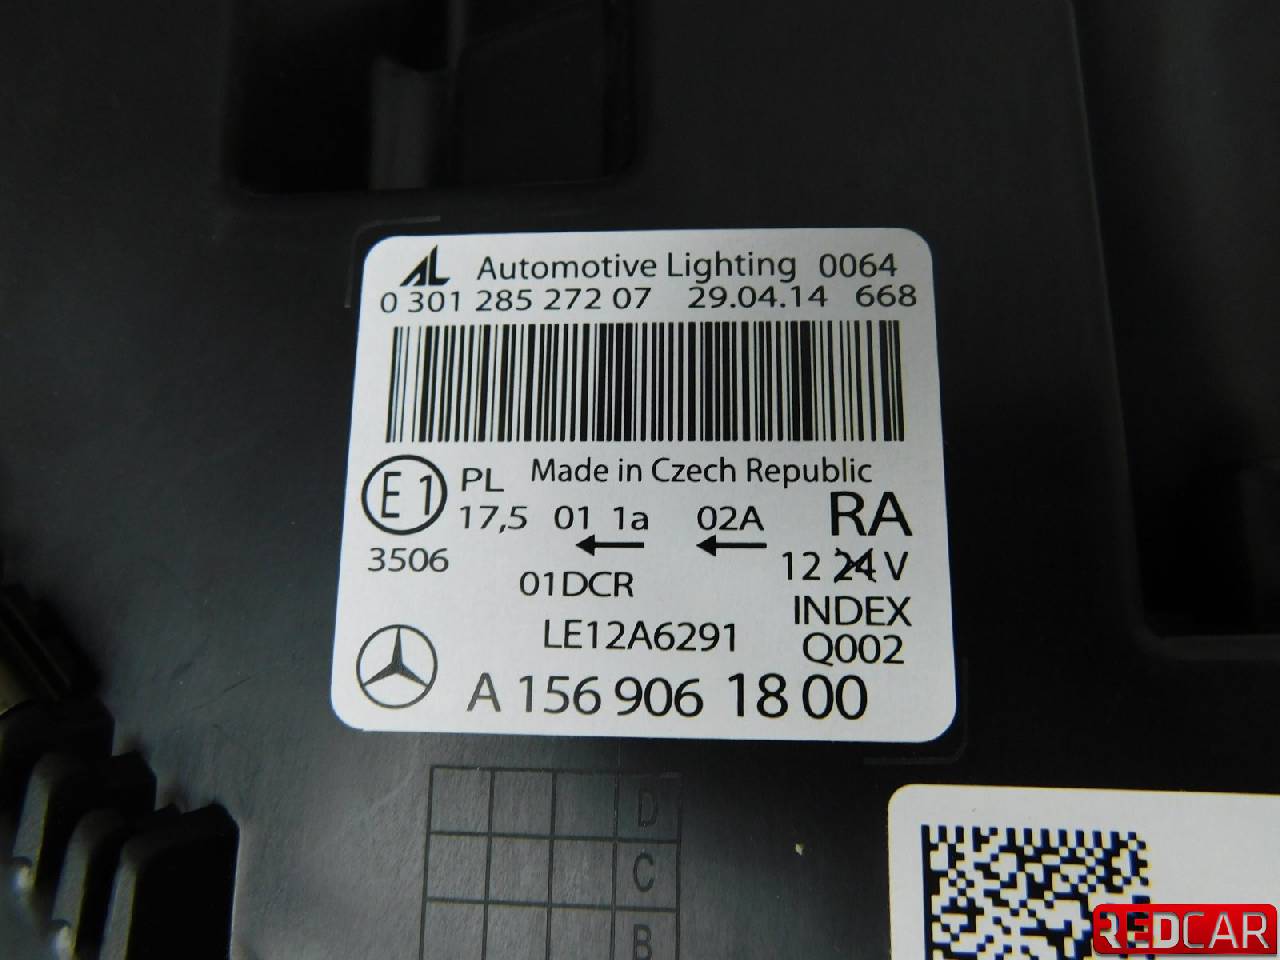 AL Automotive Lighting 0064
0 301 285 272 07 29.04.14 668
Made in Czech Republic
E1 PL
17,5 01 1a 02A RA
3506
12 24 V
01DCR
INDEX
LE12A6291
Q002
A 156 906 18 00
D
C
B
REDCAR